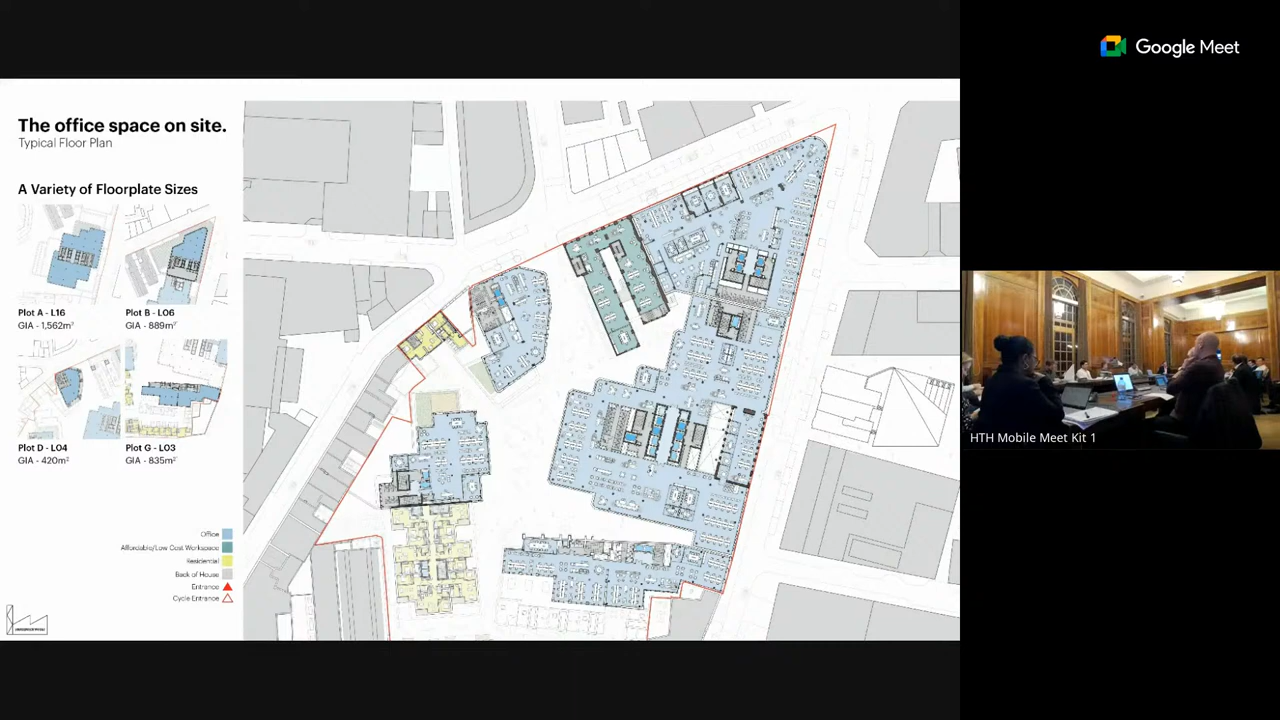 Google Meet
The office space on site.
Typical Floor Plan
A Variety of Floorplate Sizes
Plot A - L16
GIA - 1,562m²
Plot B - L06
GIA - 889m²
Plot D - L04
GIA - 420m²
Plot G - L03
GIA - 835m²
Office
Affordable/Low Cost Workspace
Residential
Back of House
Entrance
Cycle Entrance
HTH Mobile Meet Kit 1